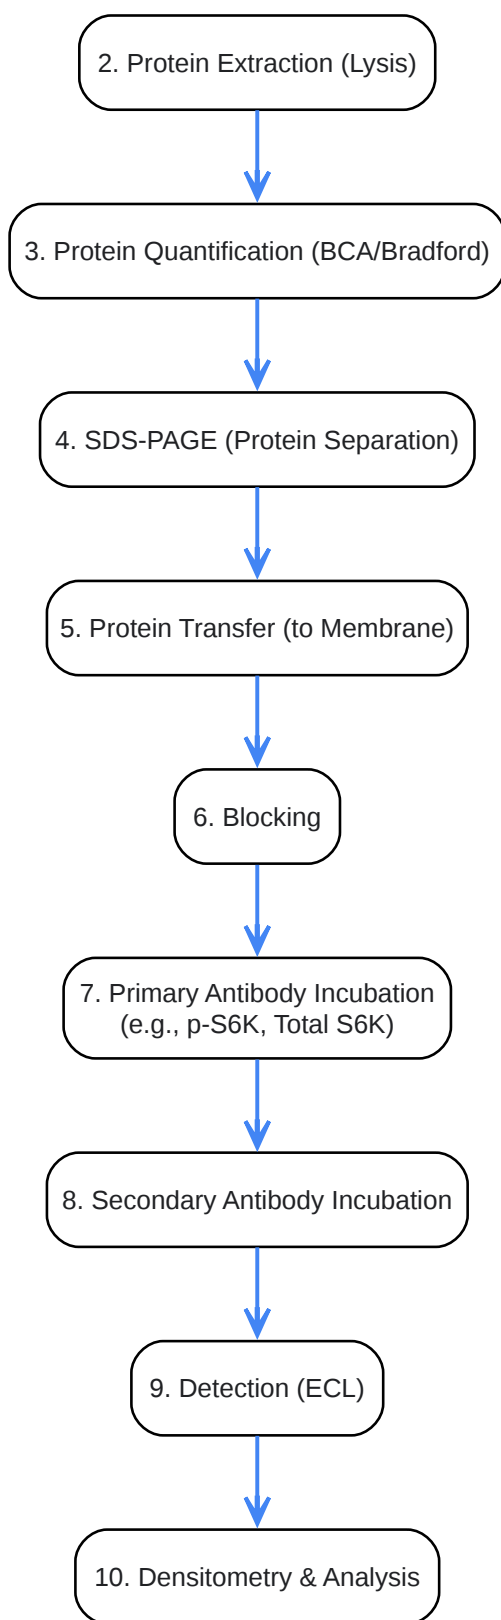 2. Protein Extraction (Lysis)
3. Protein Quantification (BCA/Bradford)
4. SDS-PAGE (Protein Separation)
5. Protein Transfer (to Membrane)
6. Blocking
7. Primary Antibody Incubation
(e.g., p-S6K, Total S6K)
8. Secondary Antibody Incubation
9. Detection (ECL)
10. Densitometry & Analysis